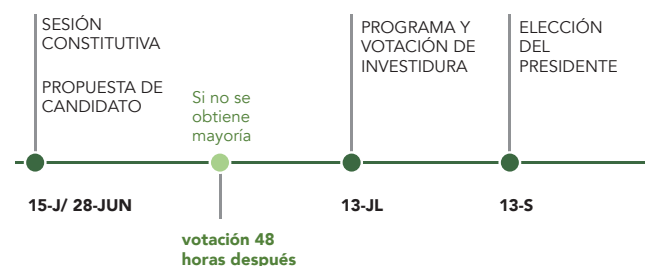 SESIÓN
CONSTITUTIVA
PROPUESTA DE
CANDIDATO
Si no se
obtiene
mayoría
PROGRAMA Y
VOTACIÓN DE
INVESTIDURA
ELECCIÓN
DEL
PRESIDENTE
15-J/ 28-JUN
votación 48
horas después
13-JL
13-S